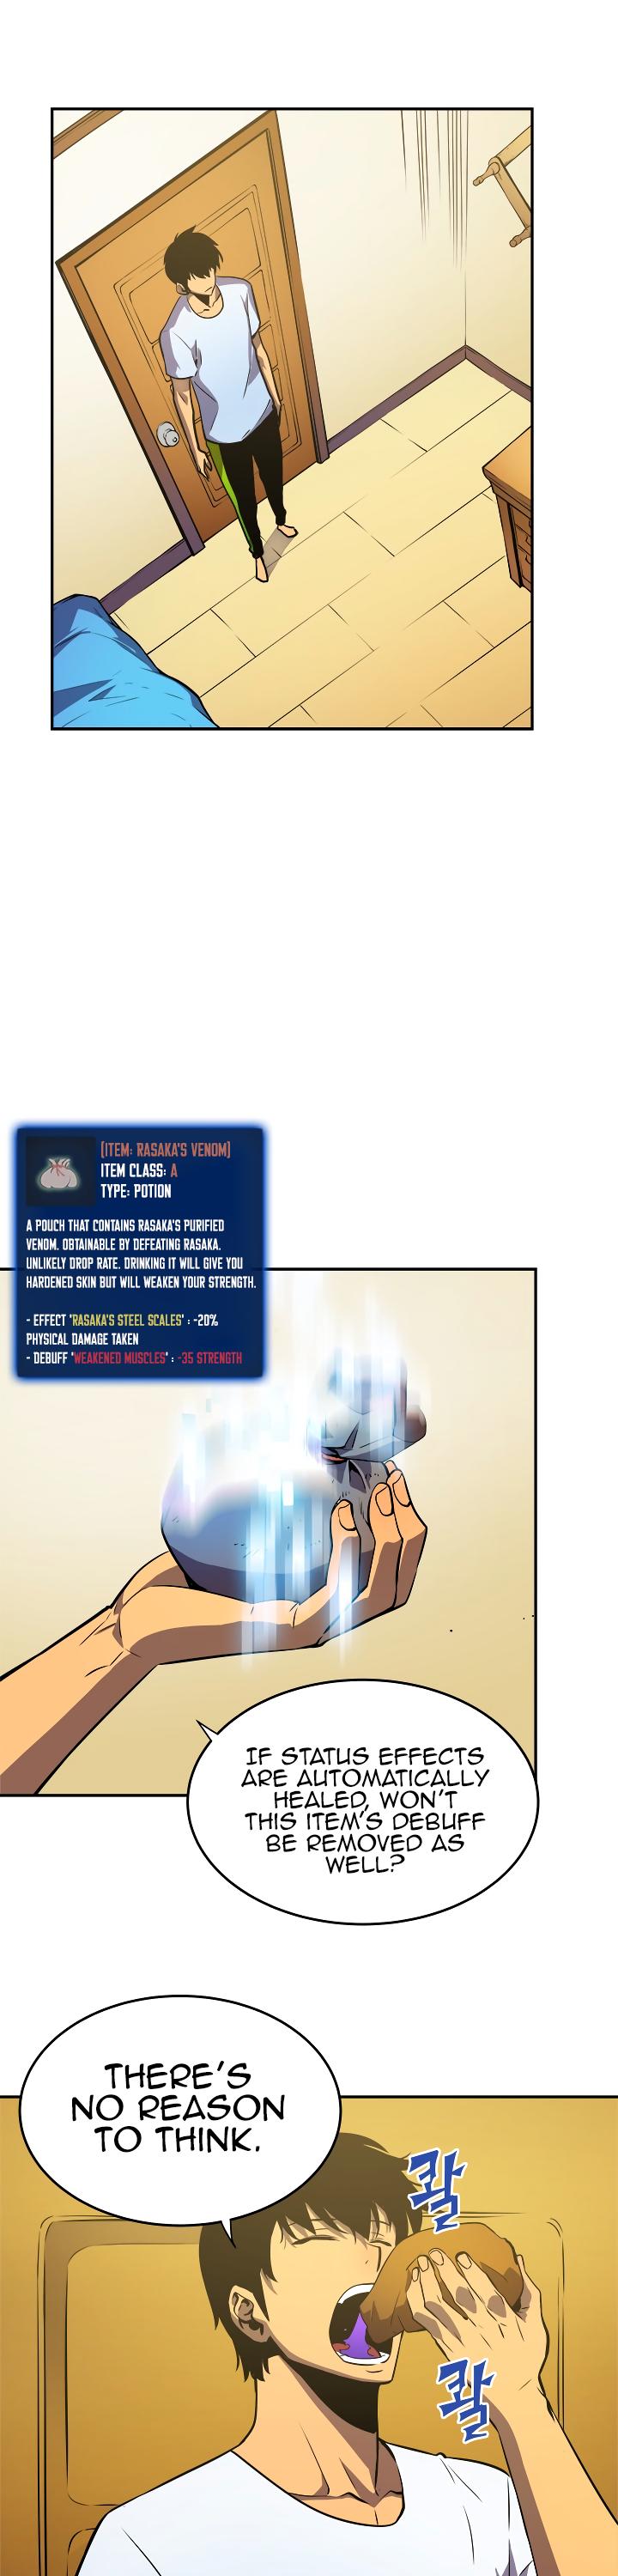 [ITEM: RASAKA'S VENOM]
ITEM CLASS: A
TYPE: POTION
A POUCH THAT CONTAINS RASAKA'S PURIFIED
VENOM. OBTAINABLE BY DEFEATING RASAKA.
UNLIKELY DROP RATE. DRINKING IT WILL GIVE YOU
HARDENED SKIN BUT WILL WEAKEN YOUR STRENGTH.
- EFFECT 'RASAKA'S STEEL SCALES' : -20%
PHYSICAL DAMAGE TAKEN
- DEBUFF 'WEAKENED MUSCLES' : -35 STRENGTH
IF STATUS EFFECTS
ARE AUTOMATICALLY
HEALED, WON'T
THIS ITEM'S DEBUFF
BE REMOVED AS
WELL?
THERE'S
NO REASON
TO THINK.
콸
콸